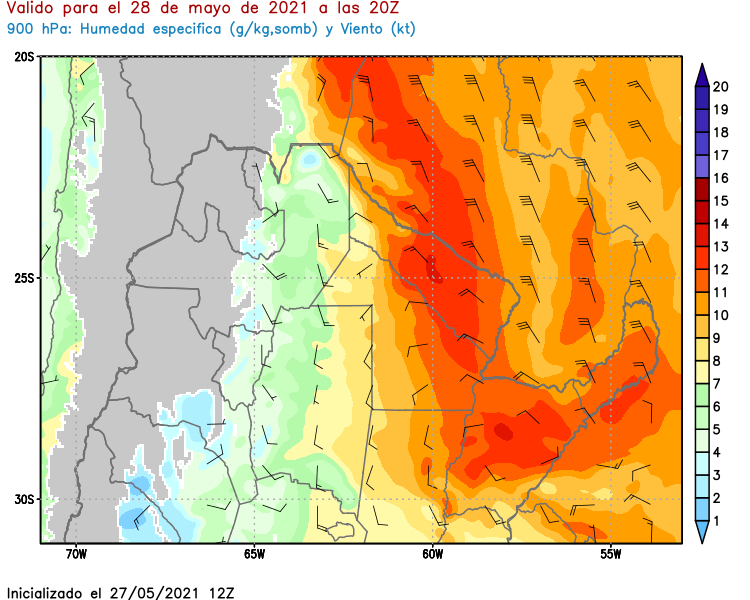 Valido para el 28 de mayo de 2021 a las 20Z
900 hPa: Humedad especifica (g/kg,somb) y Viento (kt)
20S
25S
30S
70W
65W
60W
55W
20
19
18
17
16
15
14
13
12
11
10
9
8
7
6
5
4
3
2
1
Inicializado el 27/05/2021 12Z